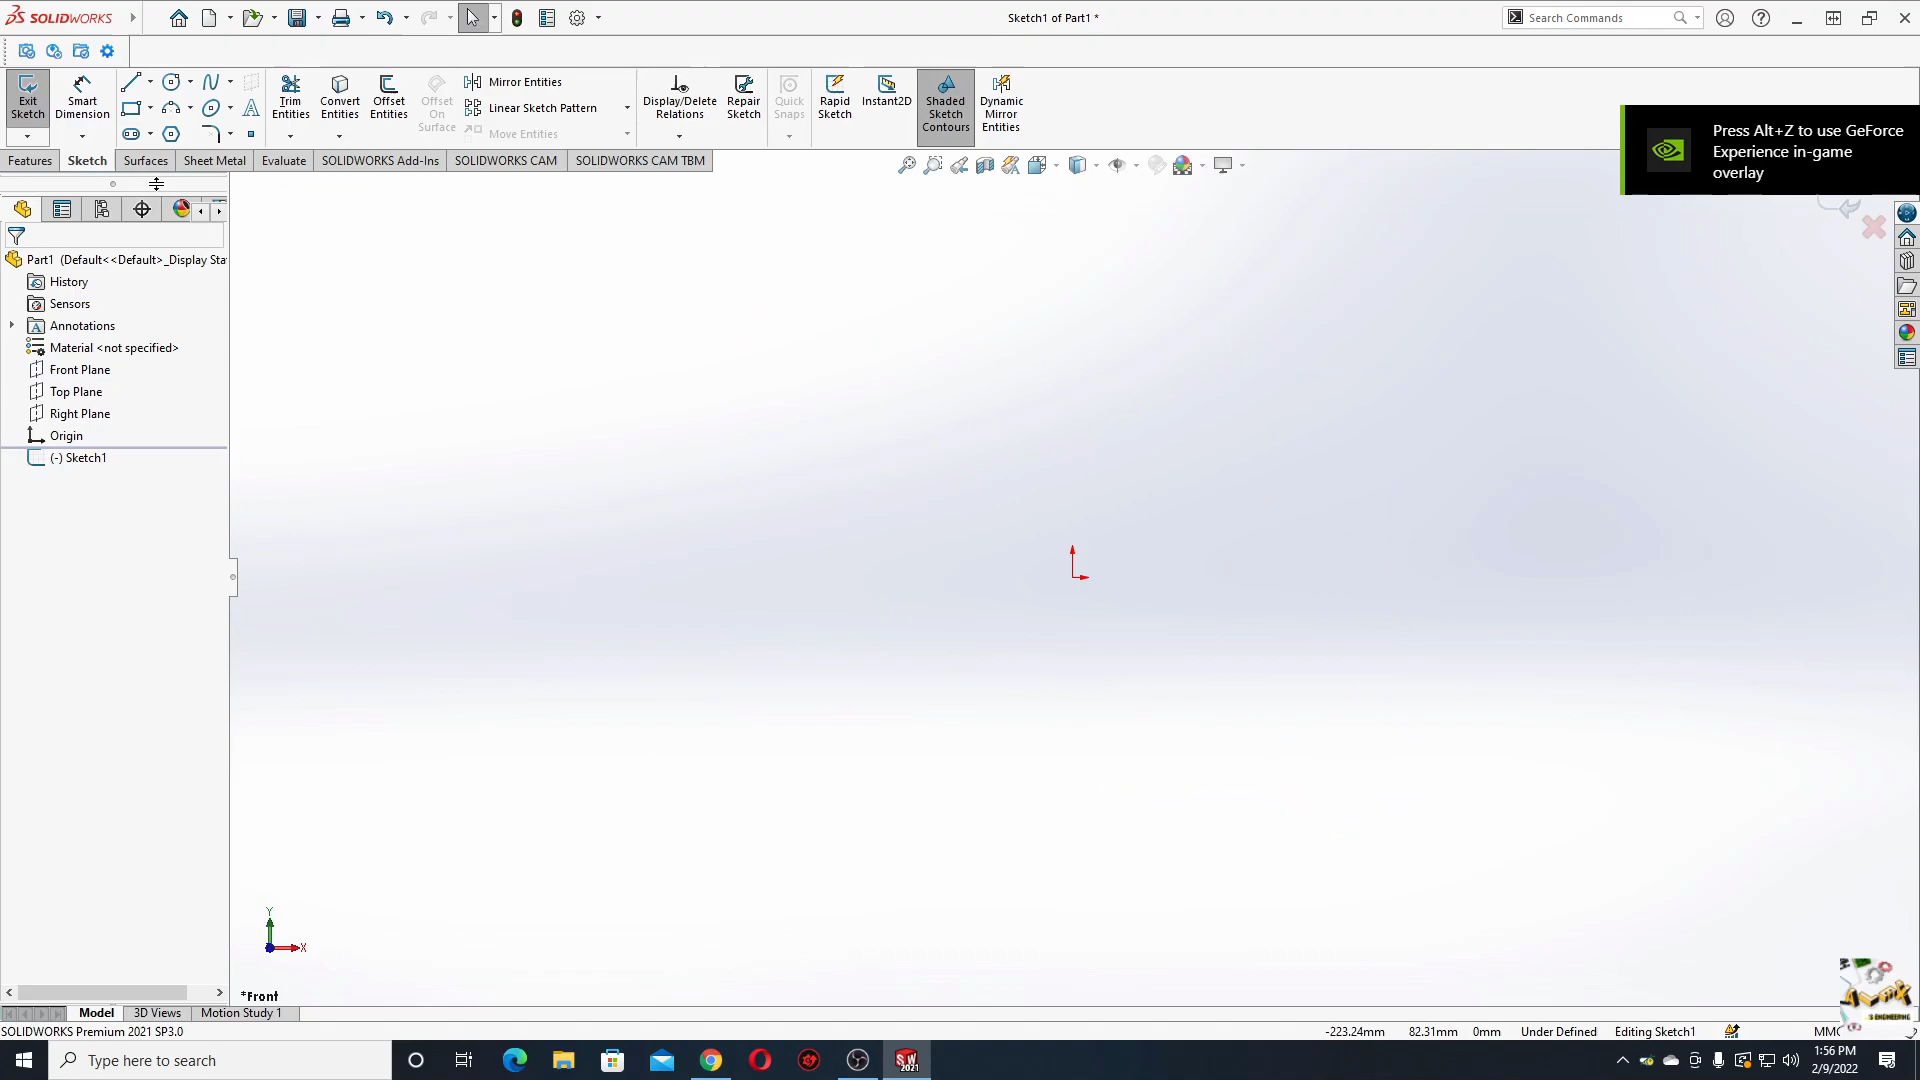 SOLIDWORKS
Sketch1 of Part1 *
Search Commands
Exit Sketch
Smart Dimension
Trim Entities
Convert Entities
Offset Entities
Offset On Surface
Mirror Entities
Linear Sketch Pattern
Move Entities
Display/Delete Relations
Repair Sketch
Quick Snaps
Rapid Sketch
Instant2D
Shaded Sketch Contours
Dynamic Mirror Entities
Press Alt+Z to use GeForce
Experience in-game
overlay
Features
Sketch
Surfaces
Sheet Metal
Evaluate
SOLIDWORKS Add-Ins
SOLIDWORKS CAM
SOLIDWORKS CAM TBM
Part1 (Default<<Default>_Display Sta
History
Sensors
Annotations
Material <not specified>
Front Plane
Top Plane
Right Plane
Origin
(-) Sketch1
Y
X
*Front
Model
3D Views
Motion Study 1
SOLIDWORKS Premium 2021 SP3.0
-223.24mm
82.31mm
0mm
Under Defined
Editing Sketch1
Type here to search
SW
2021
1:56 PM
2/9/2022